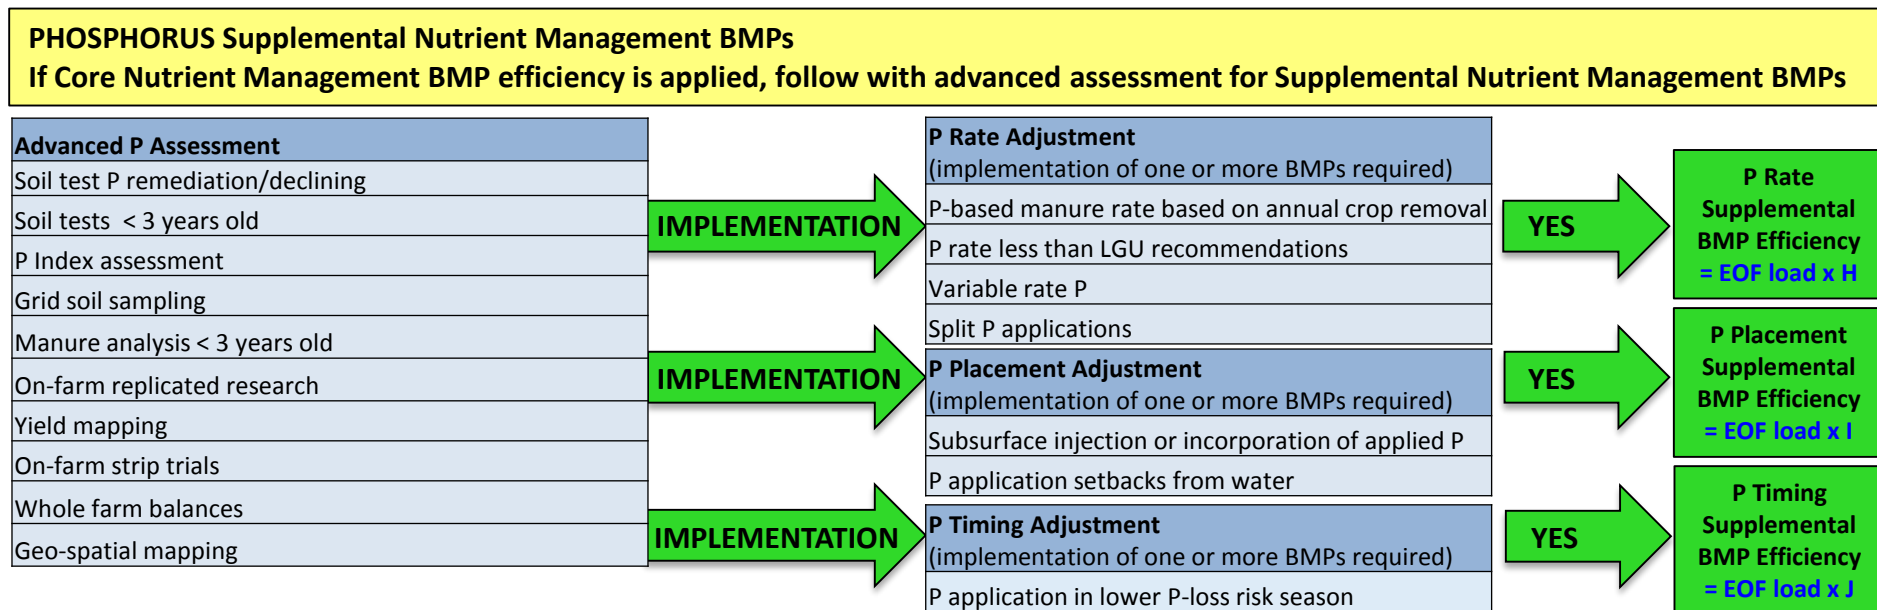 PHOSPHORUS Supplemental Nutrient Management BMPs
If Core Nutrient Management BMP efficiency is applied, follow with advanced assessment for Supplemental Nutrient Management BMPs
Advanced P Assessment
Soil test P remediation/declining
Soil tests < 3 years old
P Index assessment
Grid soil sampling
Manure analysis < 3 years old
On-farm replicated research
Yield mapping
On-farm strip trials
Whole farm balances
Geo-spatial mapping
IMPLEMENTATION
P Rate Adjustment
(implementation of one or more BMPs required)
P-based manure rate based on annual crop removal
P rate less than LGU recommendations
Variable rate P
Split P applications
YES
P Rate
Supplemental
BMP Efficiency
= EOF load x H
IMPLEMENTATION
P Placement Adjustment
(implementation of one or more BMPs required)
Subsurface injection or incorporation of applied P
P application setbacks from water
YES
P Placement
Supplemental
BMP Efficiency
= EOF load x I
IMPLEMENTATION
P Timing Adjustment
(implementation of one or more BMPs required)
P application in lower P-loss risk season
YES
P Timing
Supplemental
BMP Efficiency
= EOF load x J